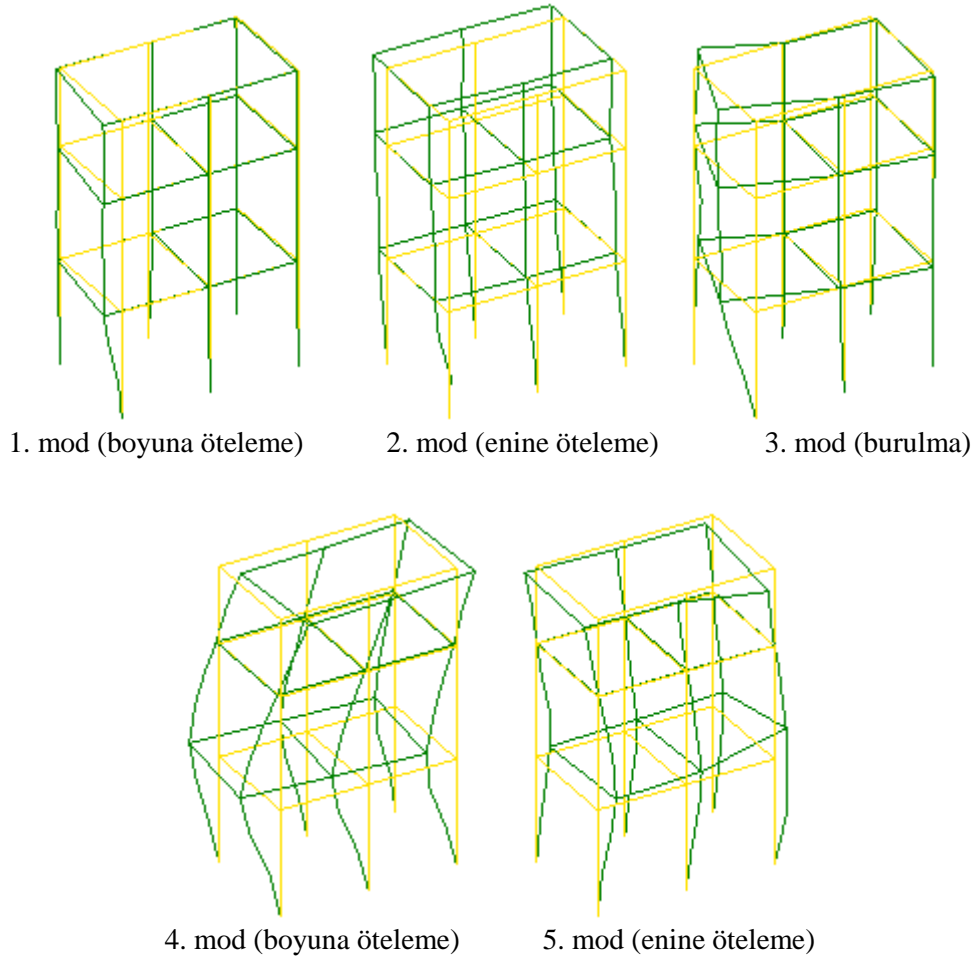 1. mod (boyuna öteleme)
2. mod (enine öteleme)
3. mod (burulma)
4. mod (boyuna öteleme)
5. mod (enine öteleme)